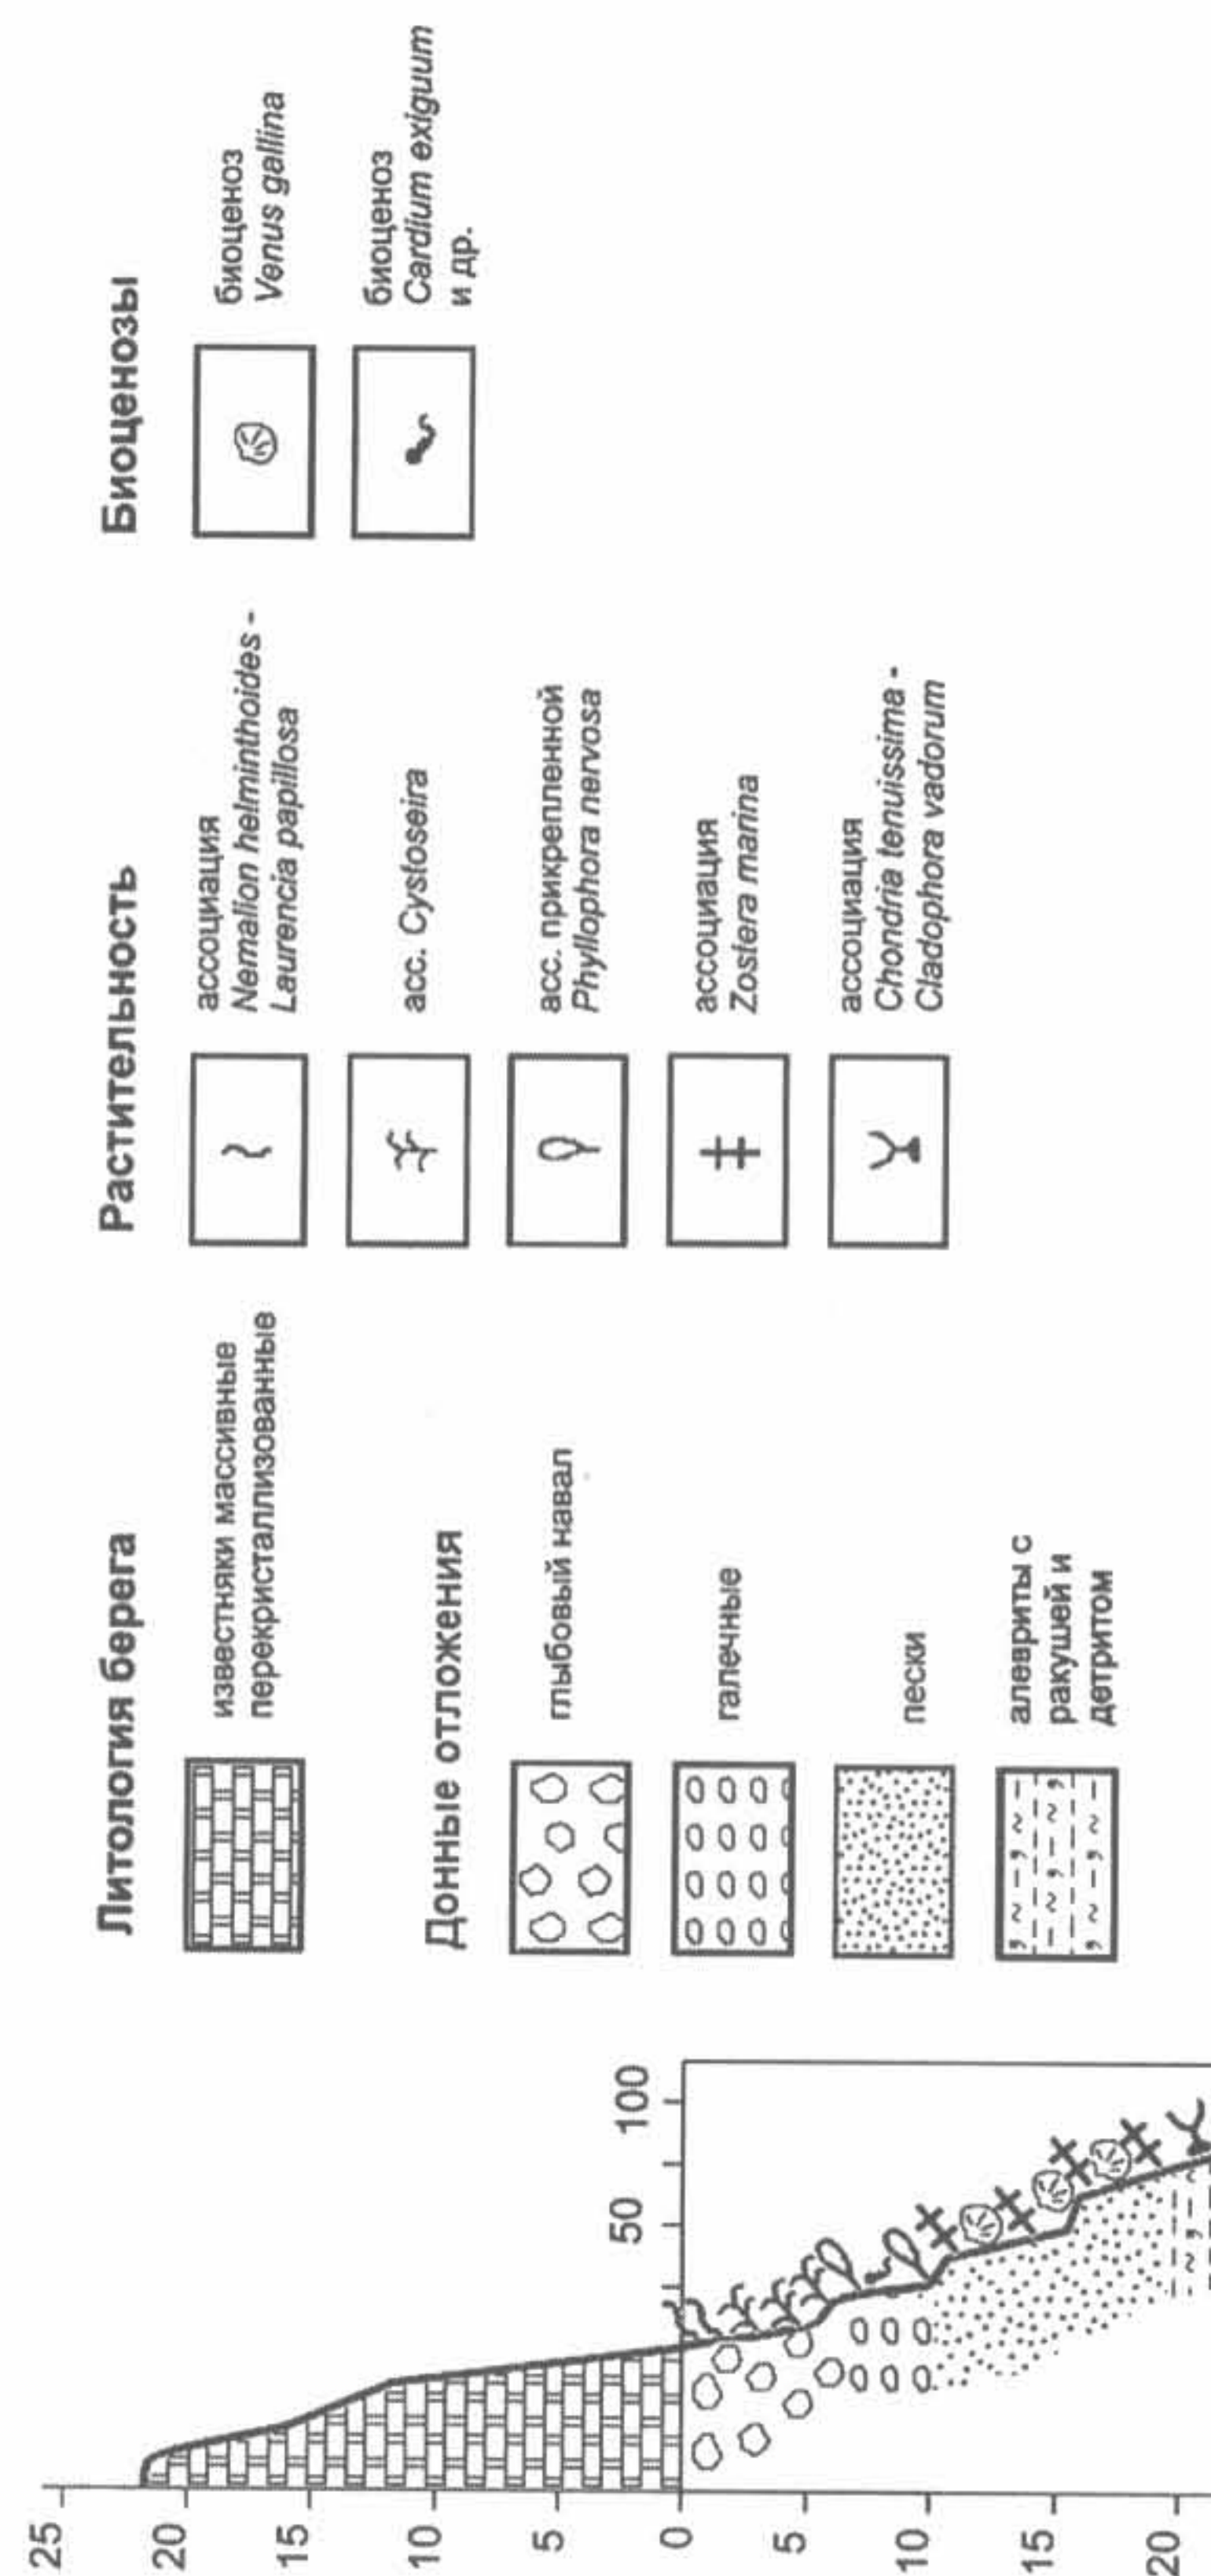 Литология берега
известняки массивные
перекристаллизованные
Донные отложения
глыбовый навал
галечные
пески
алевриты с
ракушей и
детритом
Растительность
ассоциация
Nemalion helminthoides -
Laurencia papillosa
асс. Cystoseira
асс. прикрепленной
Phyllophora nervosa
ассоциация
Zostera marina
ассоциация
Chondria tenuissima -
Cladophora vadorum
Биоценозы
биоценоз
Venus gallina
биоценоз
Cardium exiguum
и др.
25
20
15
10
5
0
5
10
15
20
50
100